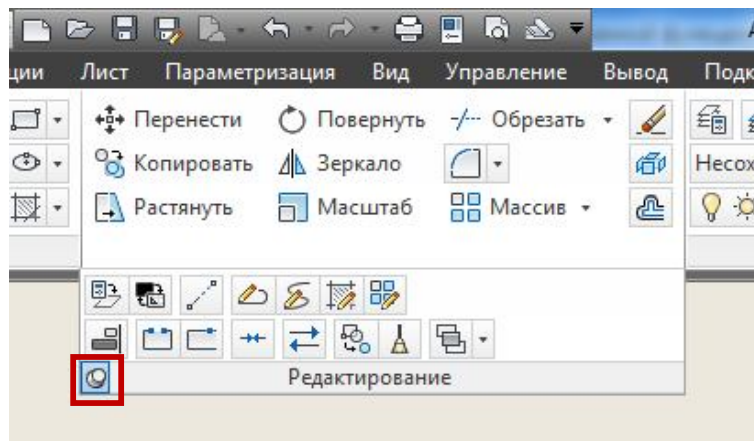 ции Лист Параметризация Вид Управление Вывод Подк
Перенести Повернуть Обрезать
Копировать Зеркало Несох
Растянуть Масштаб Массив
Редактирование